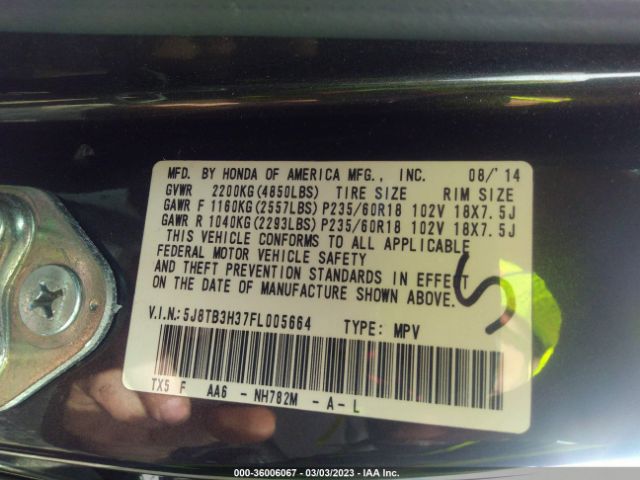 MFD. BY HONDA OF AMERICA MFG., INC. 08/'14
GVWR 2200KG(4850LBS) TIRE SIZE RIM SIZE
GAWR F 1160KG(2557LBS)P235/60R18 102V 18X7.5J
GAWR R 1040KG(2293LBS)P235/60R18 102V 18X7.5J
THIS VEHICLE CONFORMS TO ALL APPLICABLE
FEDERAL MOTOR VEHICLE SAFETY
AND THEFT PREVENTION STANDARDS IN EFFECT
ON THE DATE OF MANUFACTURE SHOWN ABOVE.
V.I.N.:5J8TB3H37FL005664 TYPE: MPV
TX5 F AA6 - NH782M - A - L
000-36006067 - 03/03/2023 - IAA Inc.